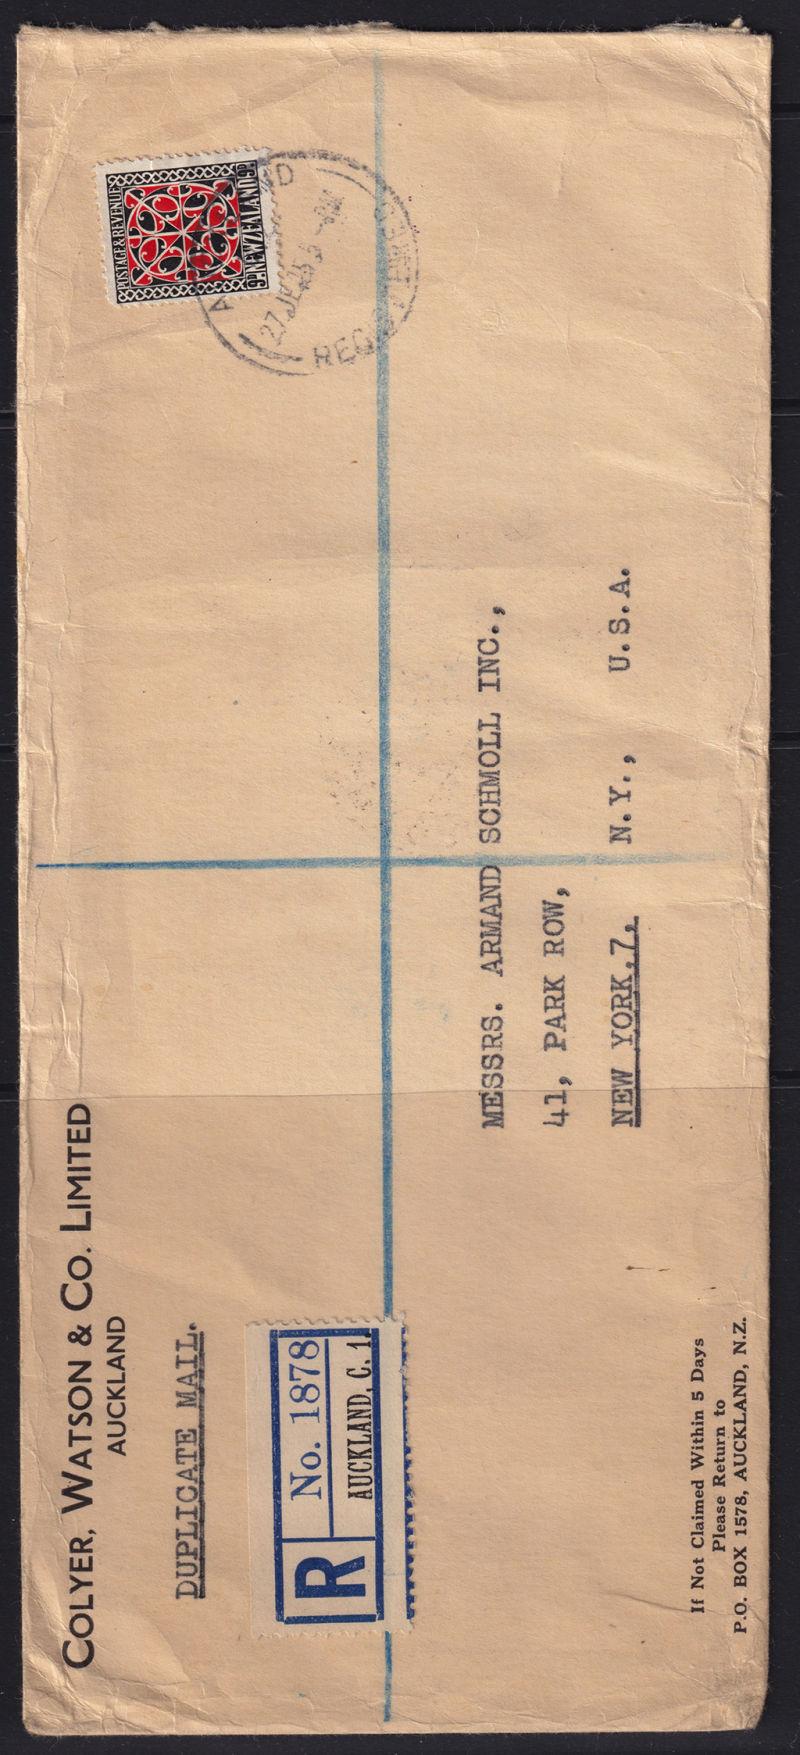 COLYER, WATSON & CO. LIMITED
AUCKLAND
DUPLICATE MAIL.
R
No. 1878
AUCKLAND, C. 1.
POSTAGE & REVENUE
9D NEW ZEALAND 9D
27
MESSRS. ARMAND SCHMOLL INC.,
41, PARK ROW,
NEW YORK.7, N.Y., U.S.A.
If Not Claimed Within 5 Days
Please Return to
P.O. BOX 1578, AUCKLAND, N.Z.